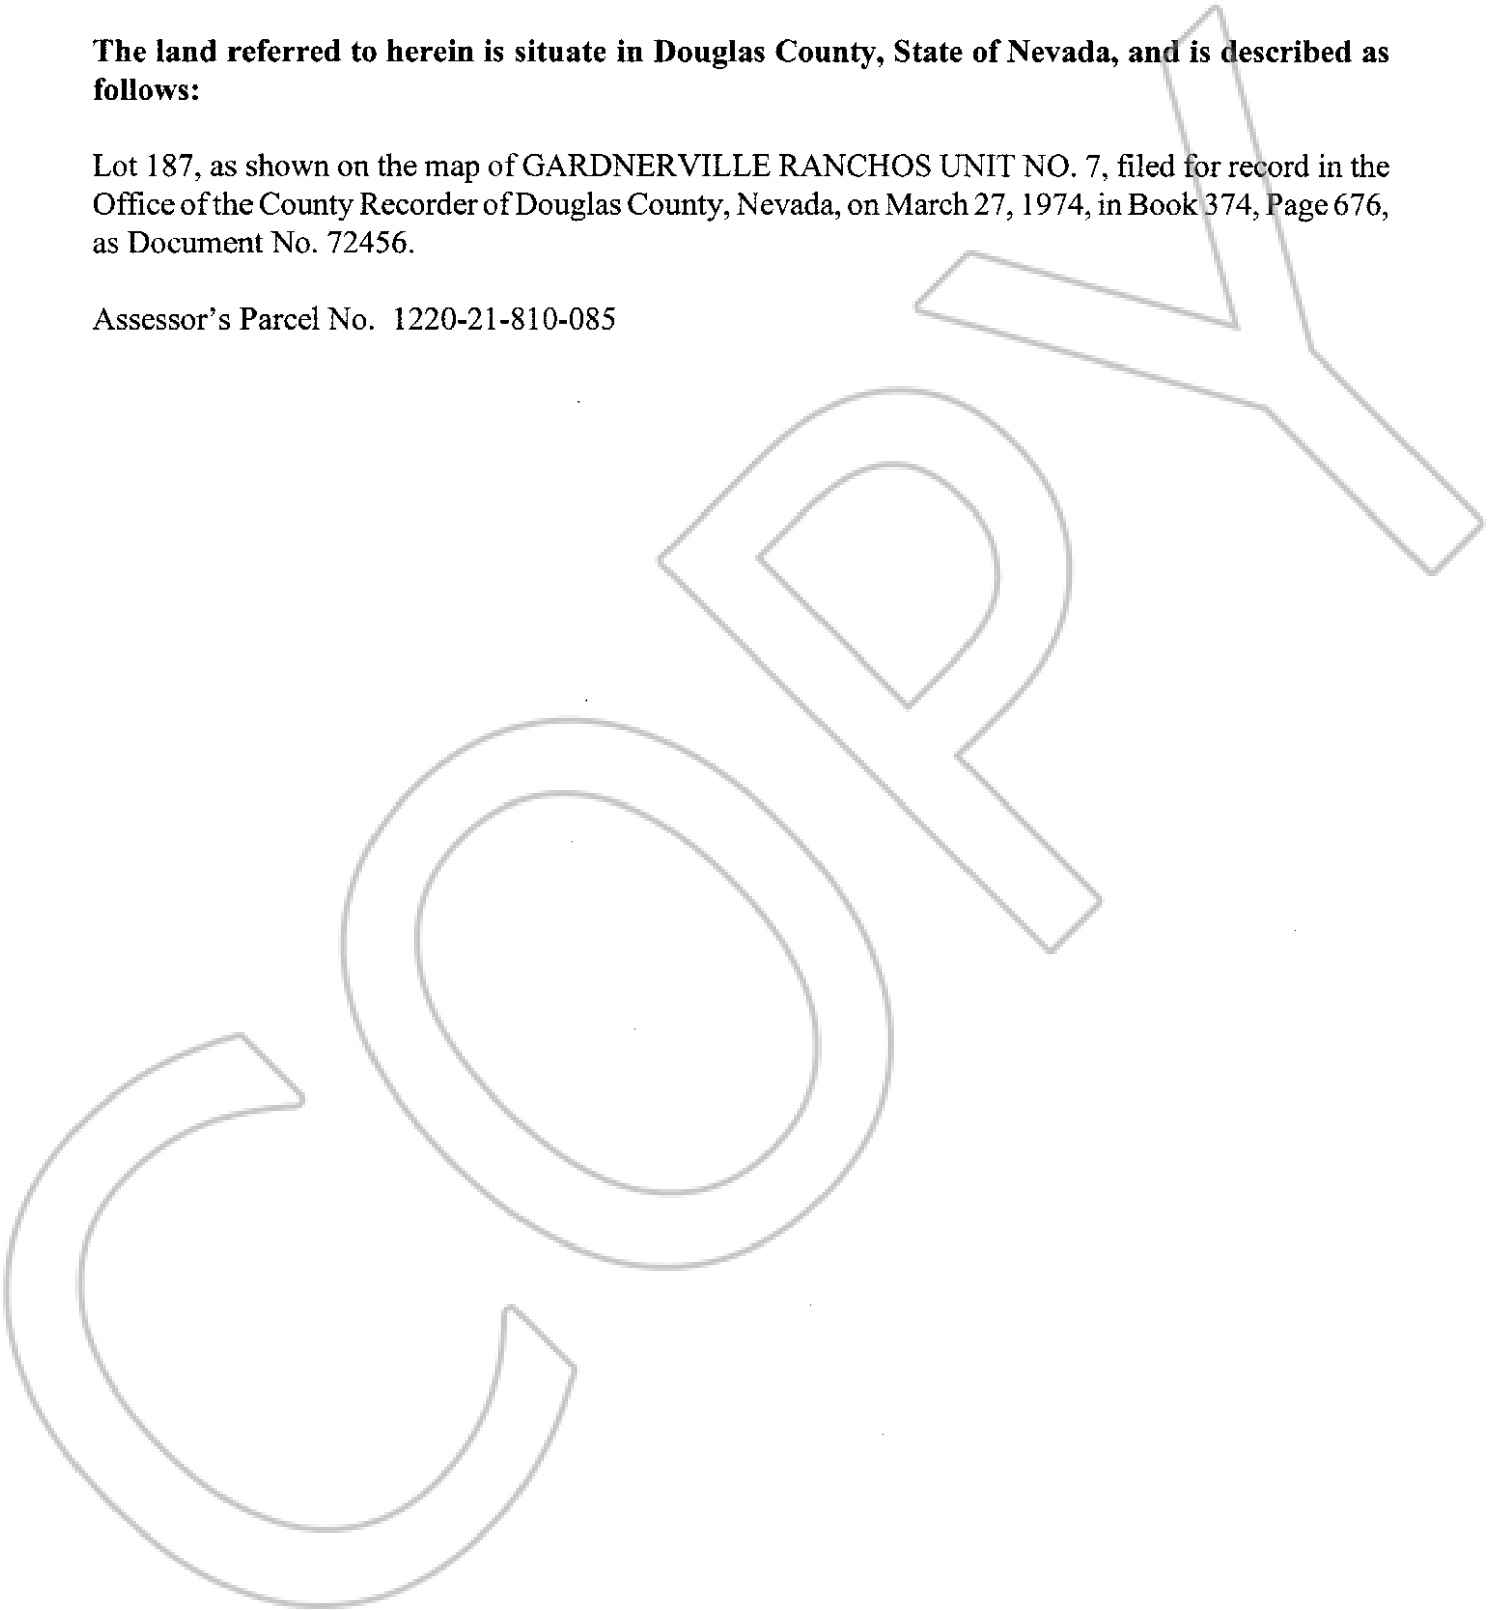 The land referred to herein is situate in Douglas County, State of Nevada, and is described as
follows:
Lot 187, as shown on the map of GARDNERVILLE RANCHOS UNIT NO. 7, filed for record in the
Office of the County Recorder of Douglas County, Nevada, on March 27, 1974, in Book 374, Page 676,
as Document No. 72456.
Assessor's Parcel No. 1220-21-810-085
COPY